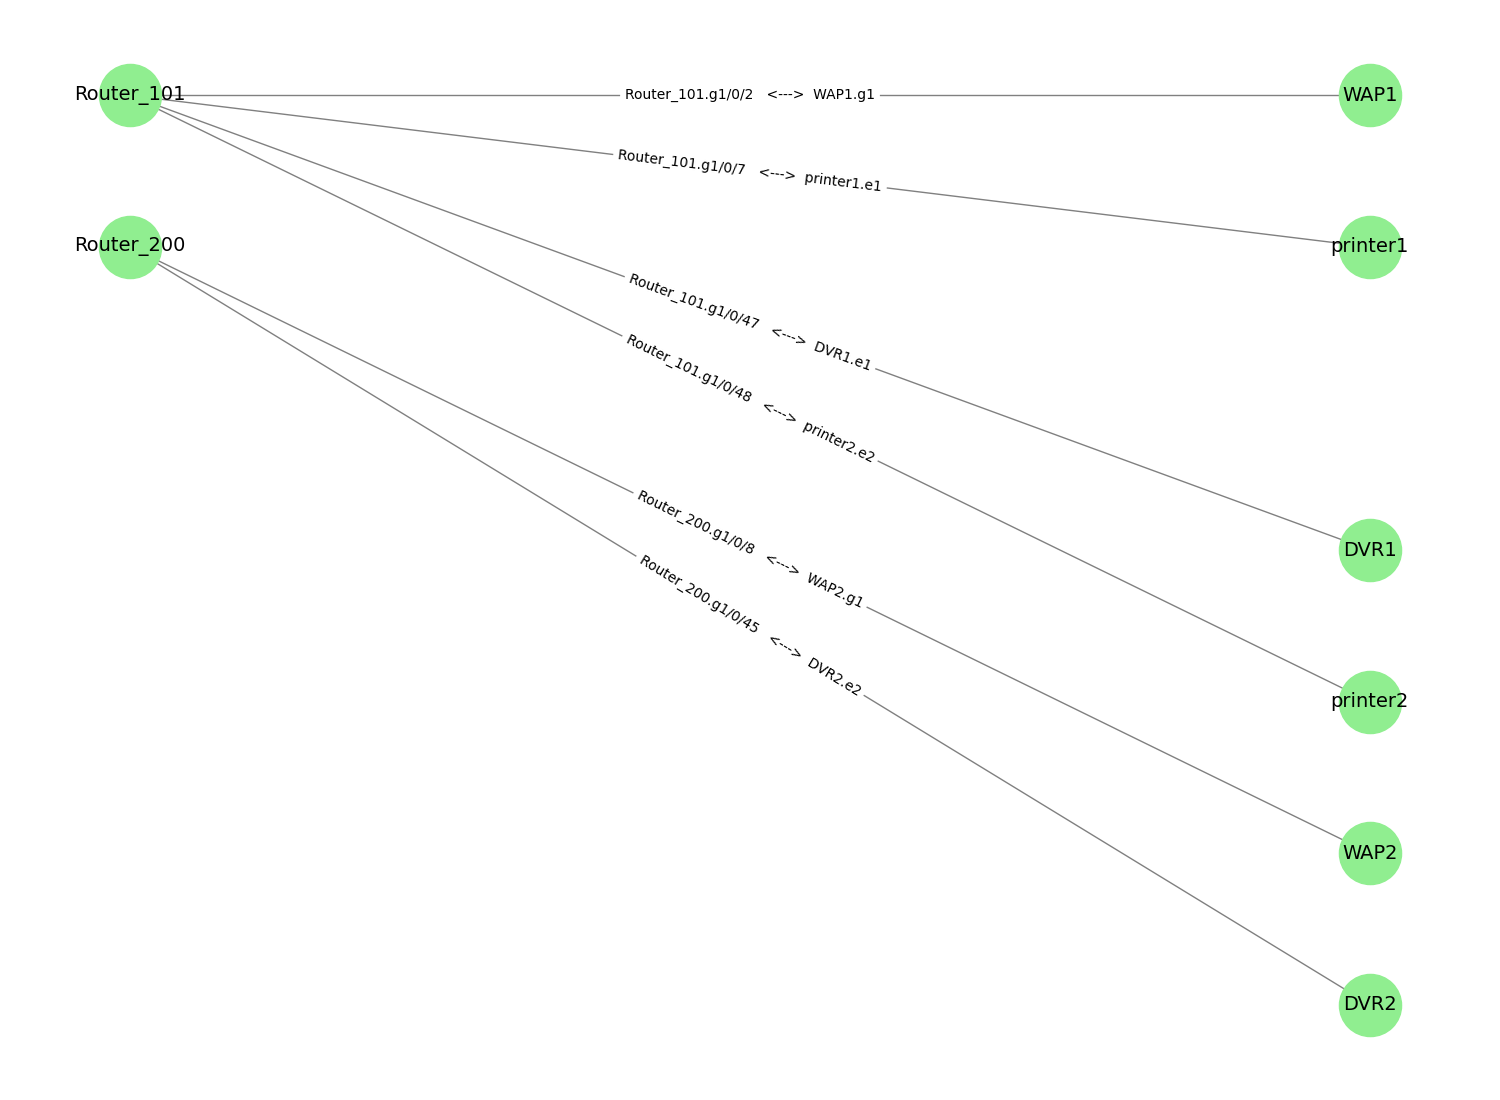 Router_101
Router_101.g1/0/2 <---> WAP1.g1
WAP1
Router_101.g1/0/7 <---> printer1.e1
Router_200
printer1
Router_101.g1/0/47 <---> DVR1.e1
Router_101.g1/0/48 <---> printer2.e2
Router_200.g1/0/8 <---> WAP2.g1
DVR1
Router_200.g1/0/45 <---> DVR2.e2
printer2
WAP2
DVR2